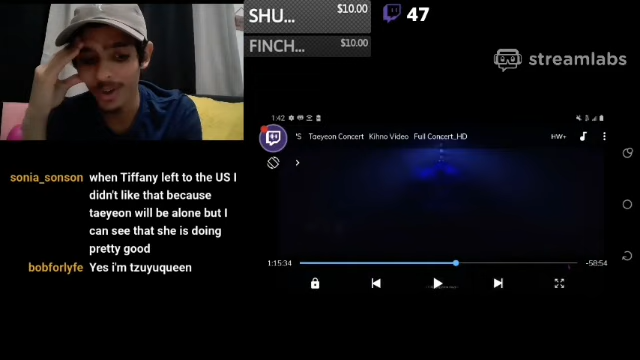 SHU... $10.00
FINCH... $10.00
47
streamlabs
1:42
'S Taeyeon Concert Kihno Video Full Concert_HD
HW+
sonia_sonson when Tiffany left to the US I
didn't like that because
taeyeon will be alone but I
can see that she is doing
pretty good
bobforlyfe Yes i'm tzuyuqueen
1:15:34
-58:54